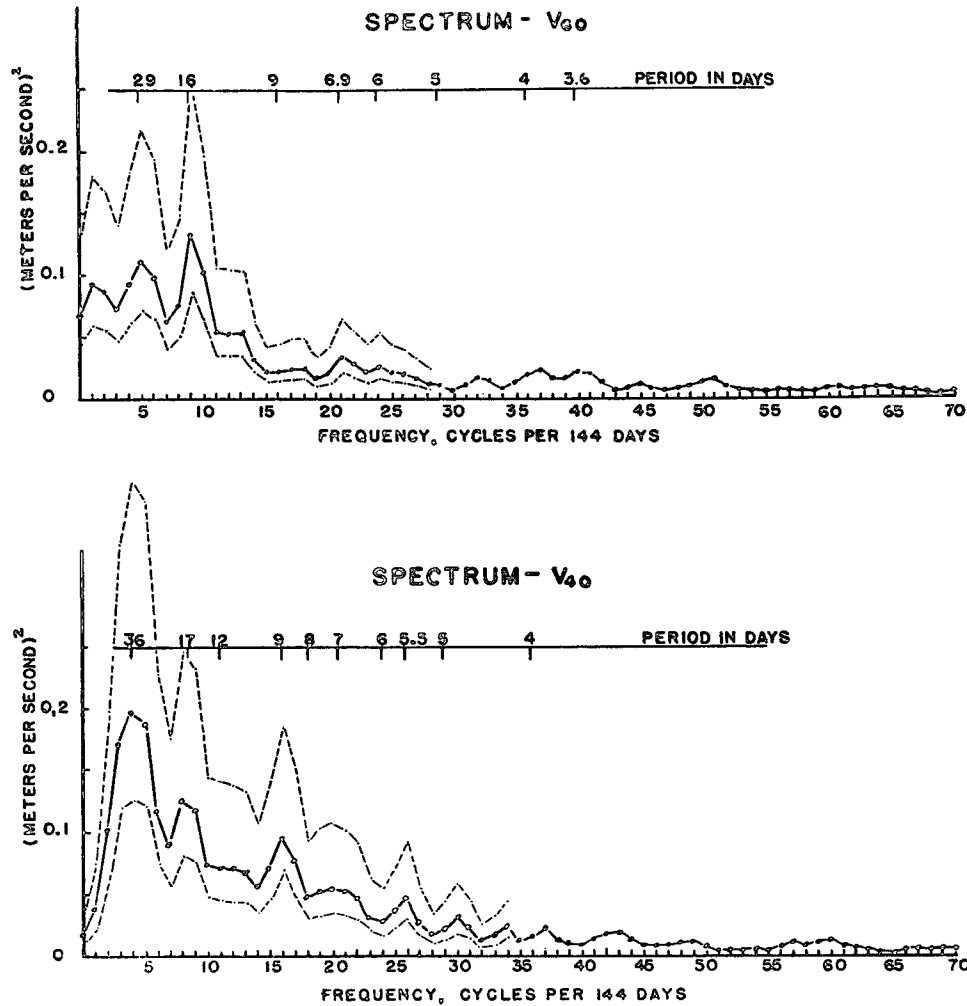 SPECTRUM - V60
29 16 9 6.9 6 5 4 3.6 PERIOD IN DAYS
(METERS PER SECOND)2
0.2
0.1
0
5 10 15 20 25 30 35 40 45 50 55 60 65 70
FREQUENCY, CYCLES PER 144 DAYS
SPECTRUM - V40
36 17 12 9 8 7 6 5.5 5 4 PERIOD IN DAYS
(METERS PER SECOND)2
0.2
0.1
0
5 10 15 20 25 30 35 40 45 50 55 60 65 70
FREQUENCY, CYCLES PER 144 DAYS